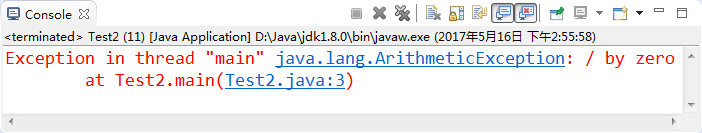 Console
<terminated> Test2 (11) [Java Application] D:\Java\jdk1.8.0\bin\javaw.exe (2017年5月16日 下午2:55:58)
Exception in thread "main" java.lang.ArithmeticException: / by zero
at Test2.main(Test2.java:3)